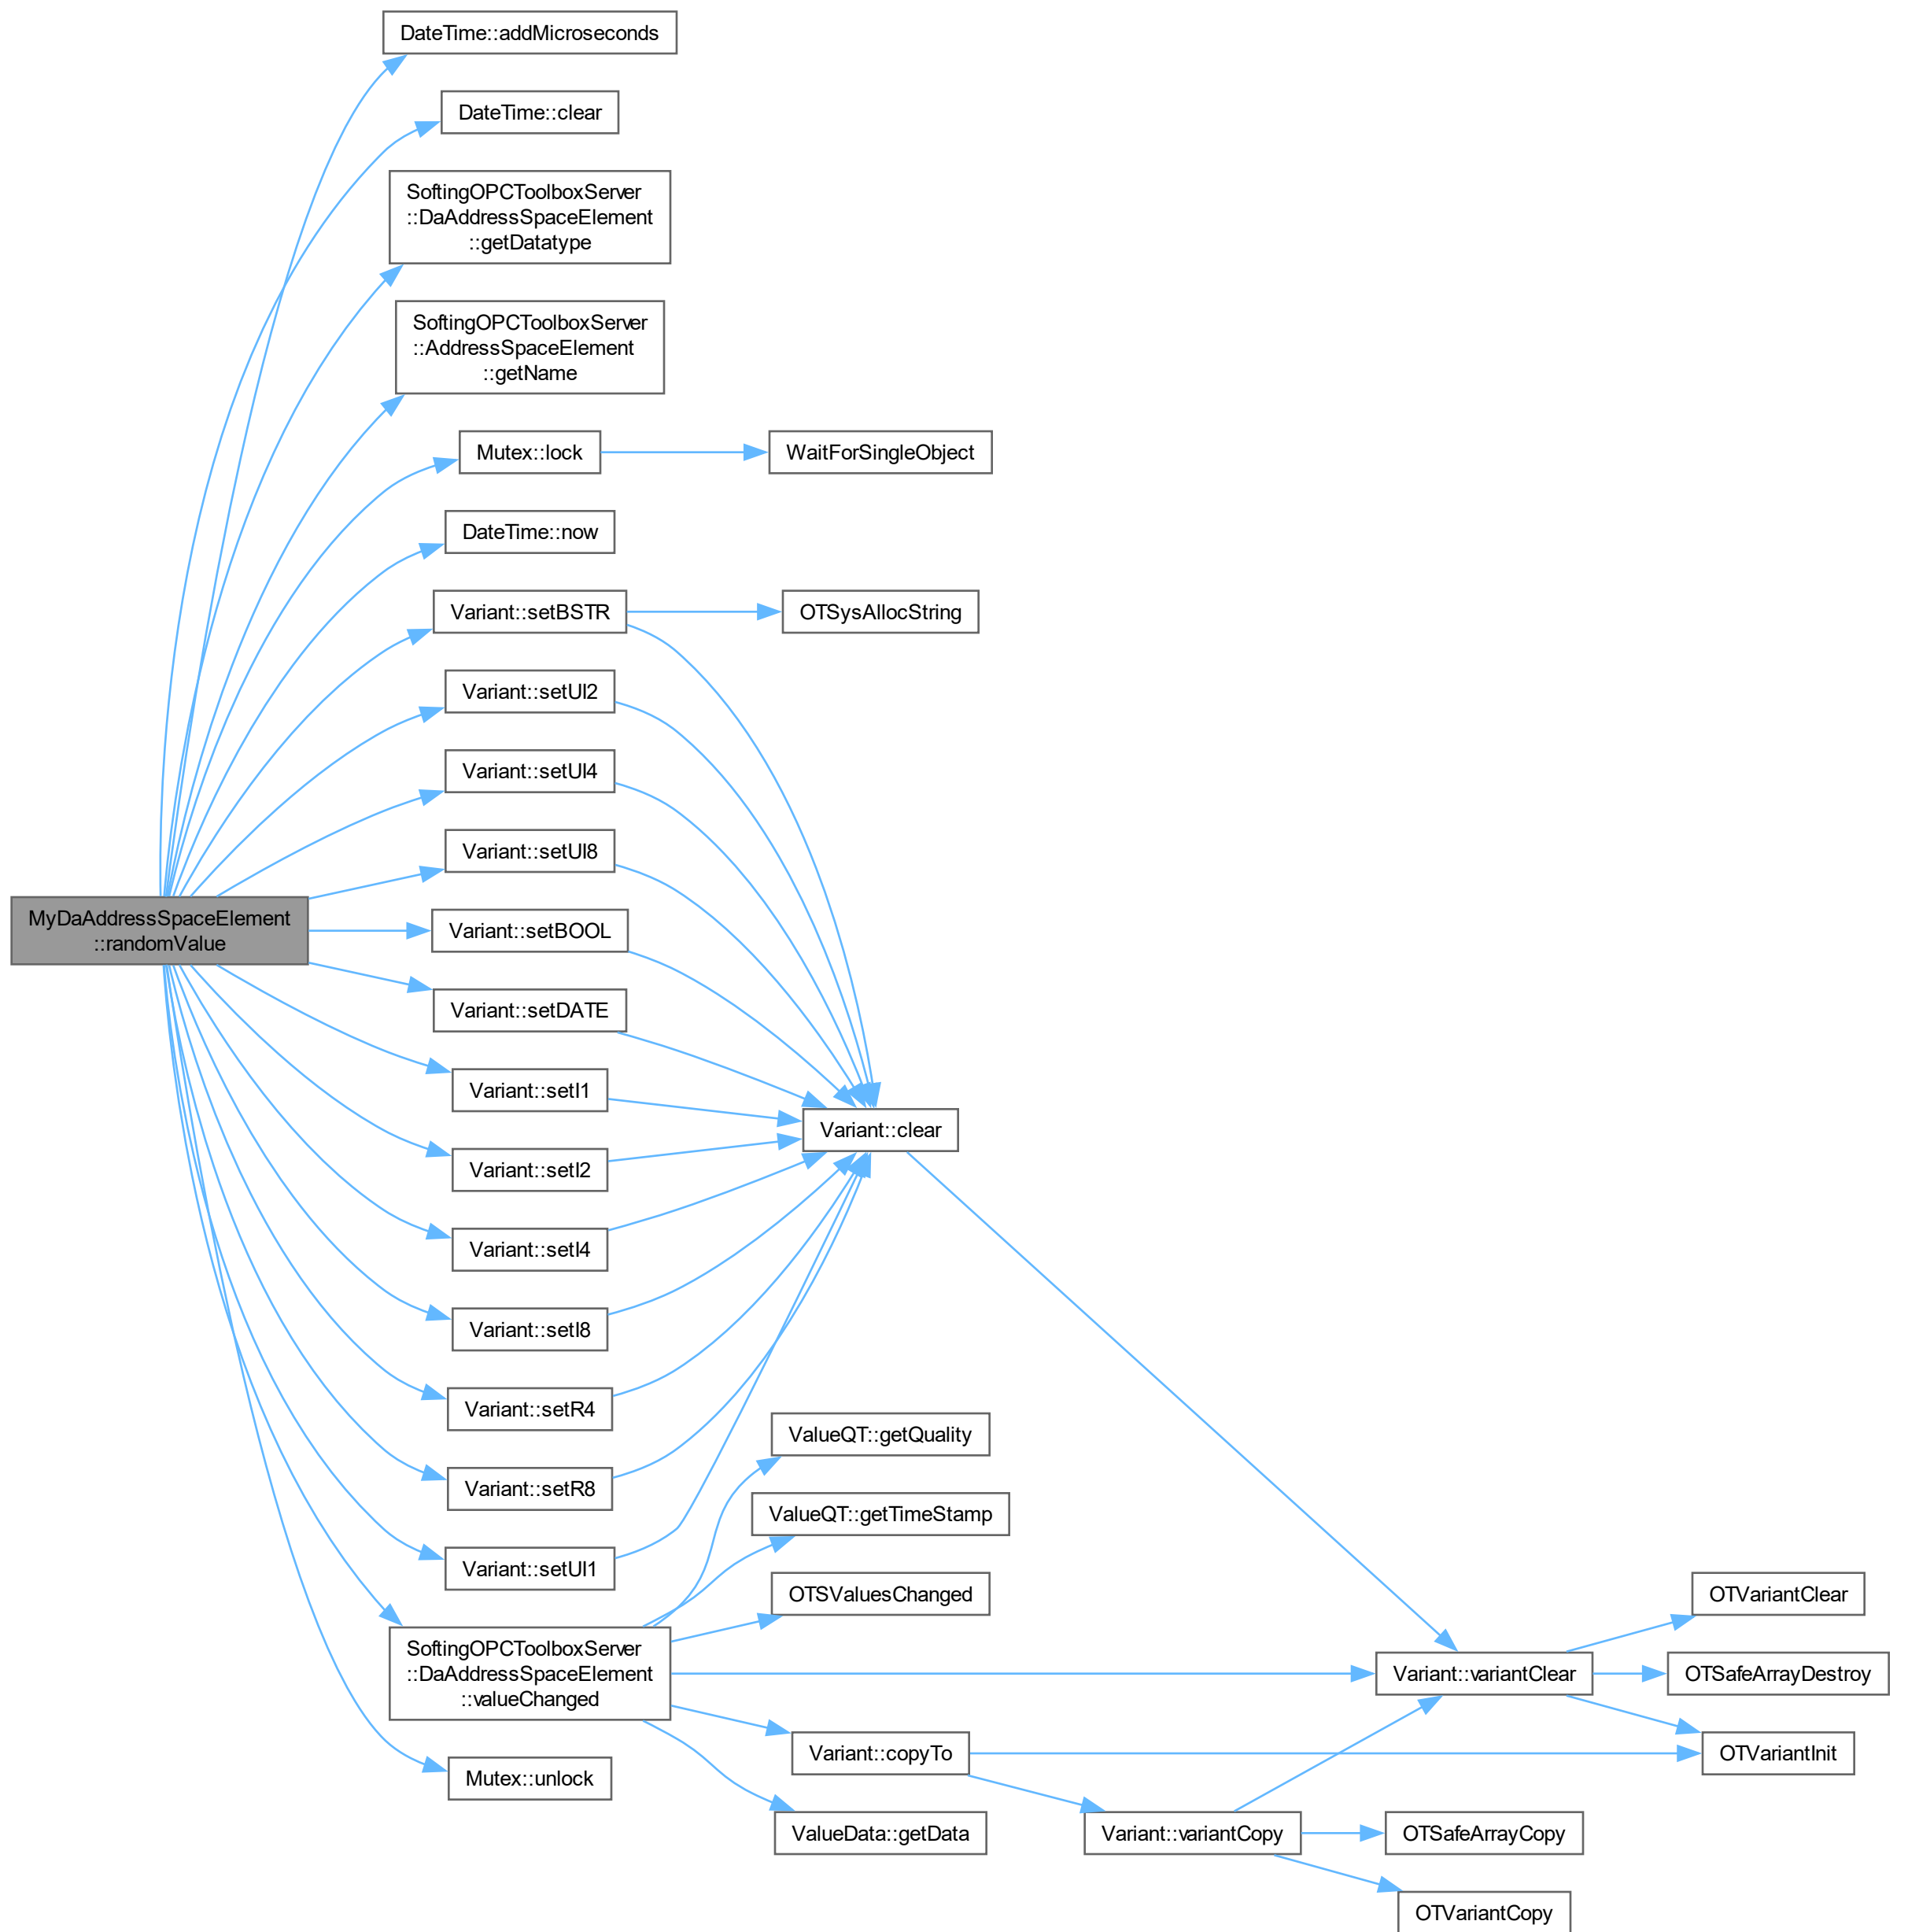 DateTime::addMicroseconds
DateTime::clear
SoftingOPCToolboxServer
::DaAddressSpaceElement
::getDatatype
SoftingOPCToolboxServer
::AddressSpaceElement
::getName
Mutex::lock
WaitForSingleObject
DateTime::now
Variant::setBSTR
OTSysAllocString
Variant::setUI2
Variant::setUI4
Variant::setUI8
MyDaAddressSpaceElement
::randomValue
Variant::setBOOL
Variant::setDATE
Variant::setI1
Variant::clear
Variant::setI2
Variant::setI4
Variant::setI8
Variant::setR4
ValueQT::getQuality
Variant::setR8
ValueQT::getTimeStamp
Variant::setUI1
OTSValuesChanged
OTVariantClear
SoftingOPCToolboxServer
::DaAddressSpaceElement
::valueChanged
Variant::variantClear
OTSafeArrayDestroy
Variant::copyTo
OTVariantInit
Mutex::unlock
ValueData::getData
Variant::variantCopy
OTSafeArrayCopy
OTVariantCopy